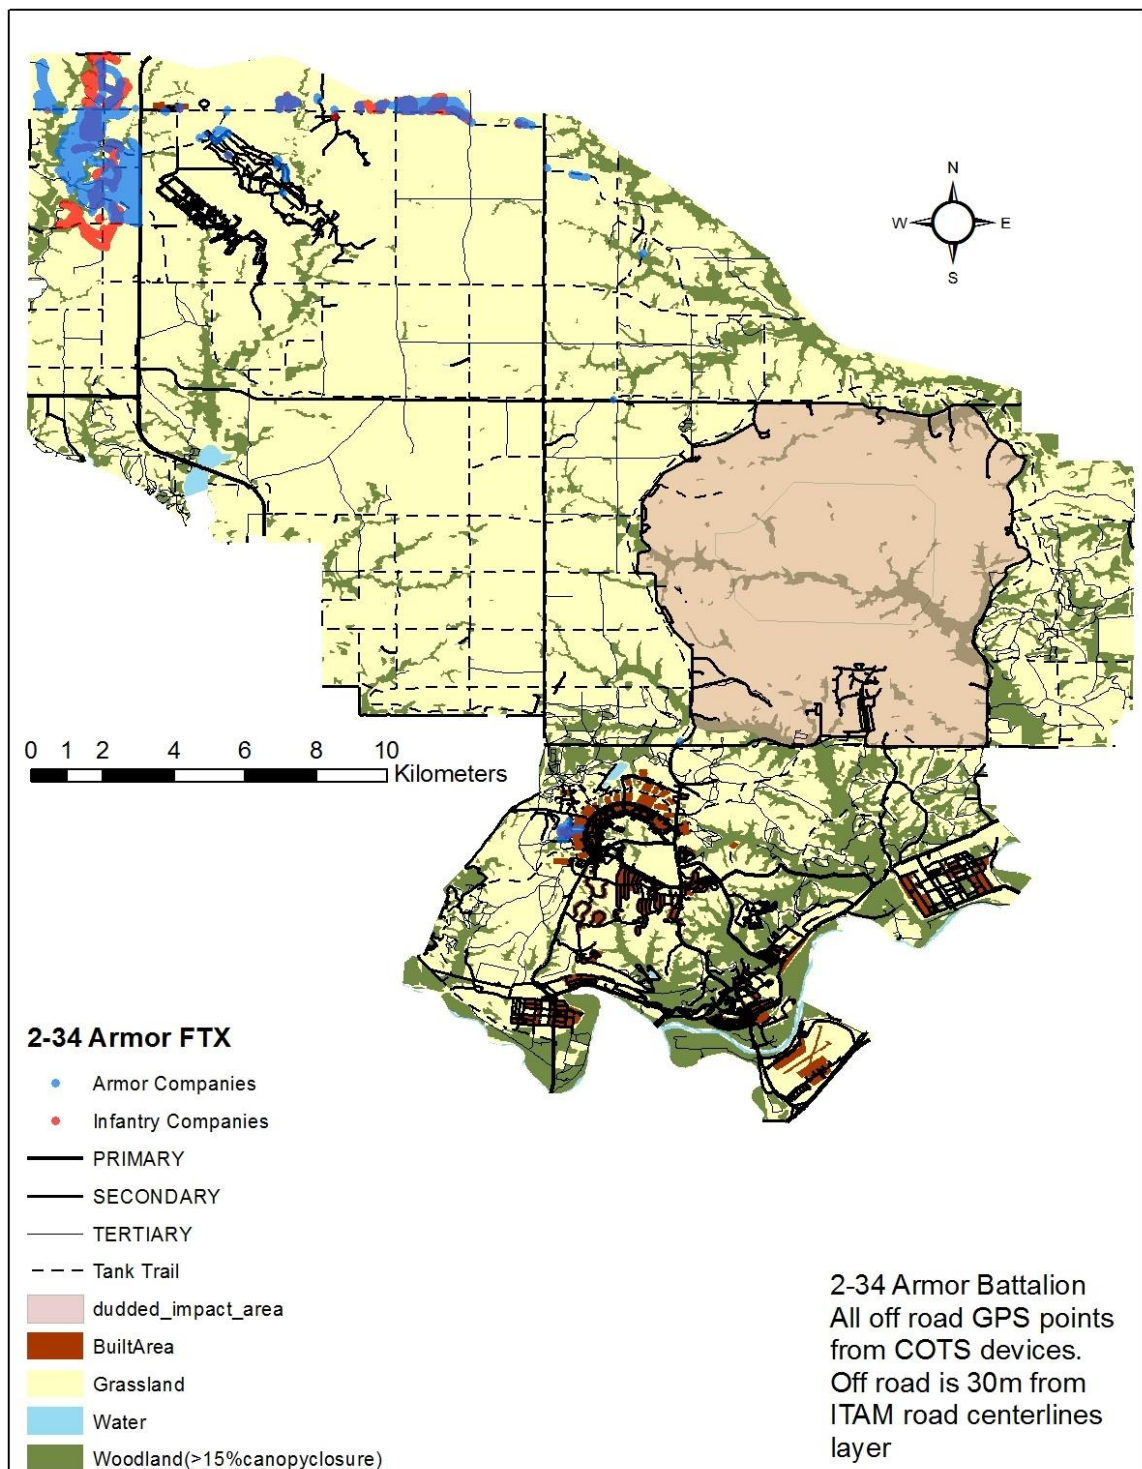 N
W E
S
0 1 2 4 6 8 10
Kilometers
2-34 Armor FTX
Armor Companies
Infantry Companies
PRIMARY
SECONDARY
TERTIARY
Tank Trail
dudded_impact_area
BuiltArea
Grassland
Water
Woodland(>15%canopyclosure)
2-34 Armor Battalion
All off road GPS points
from COTS devices.
Off road is 30m from
ITAM road centerlines
layer